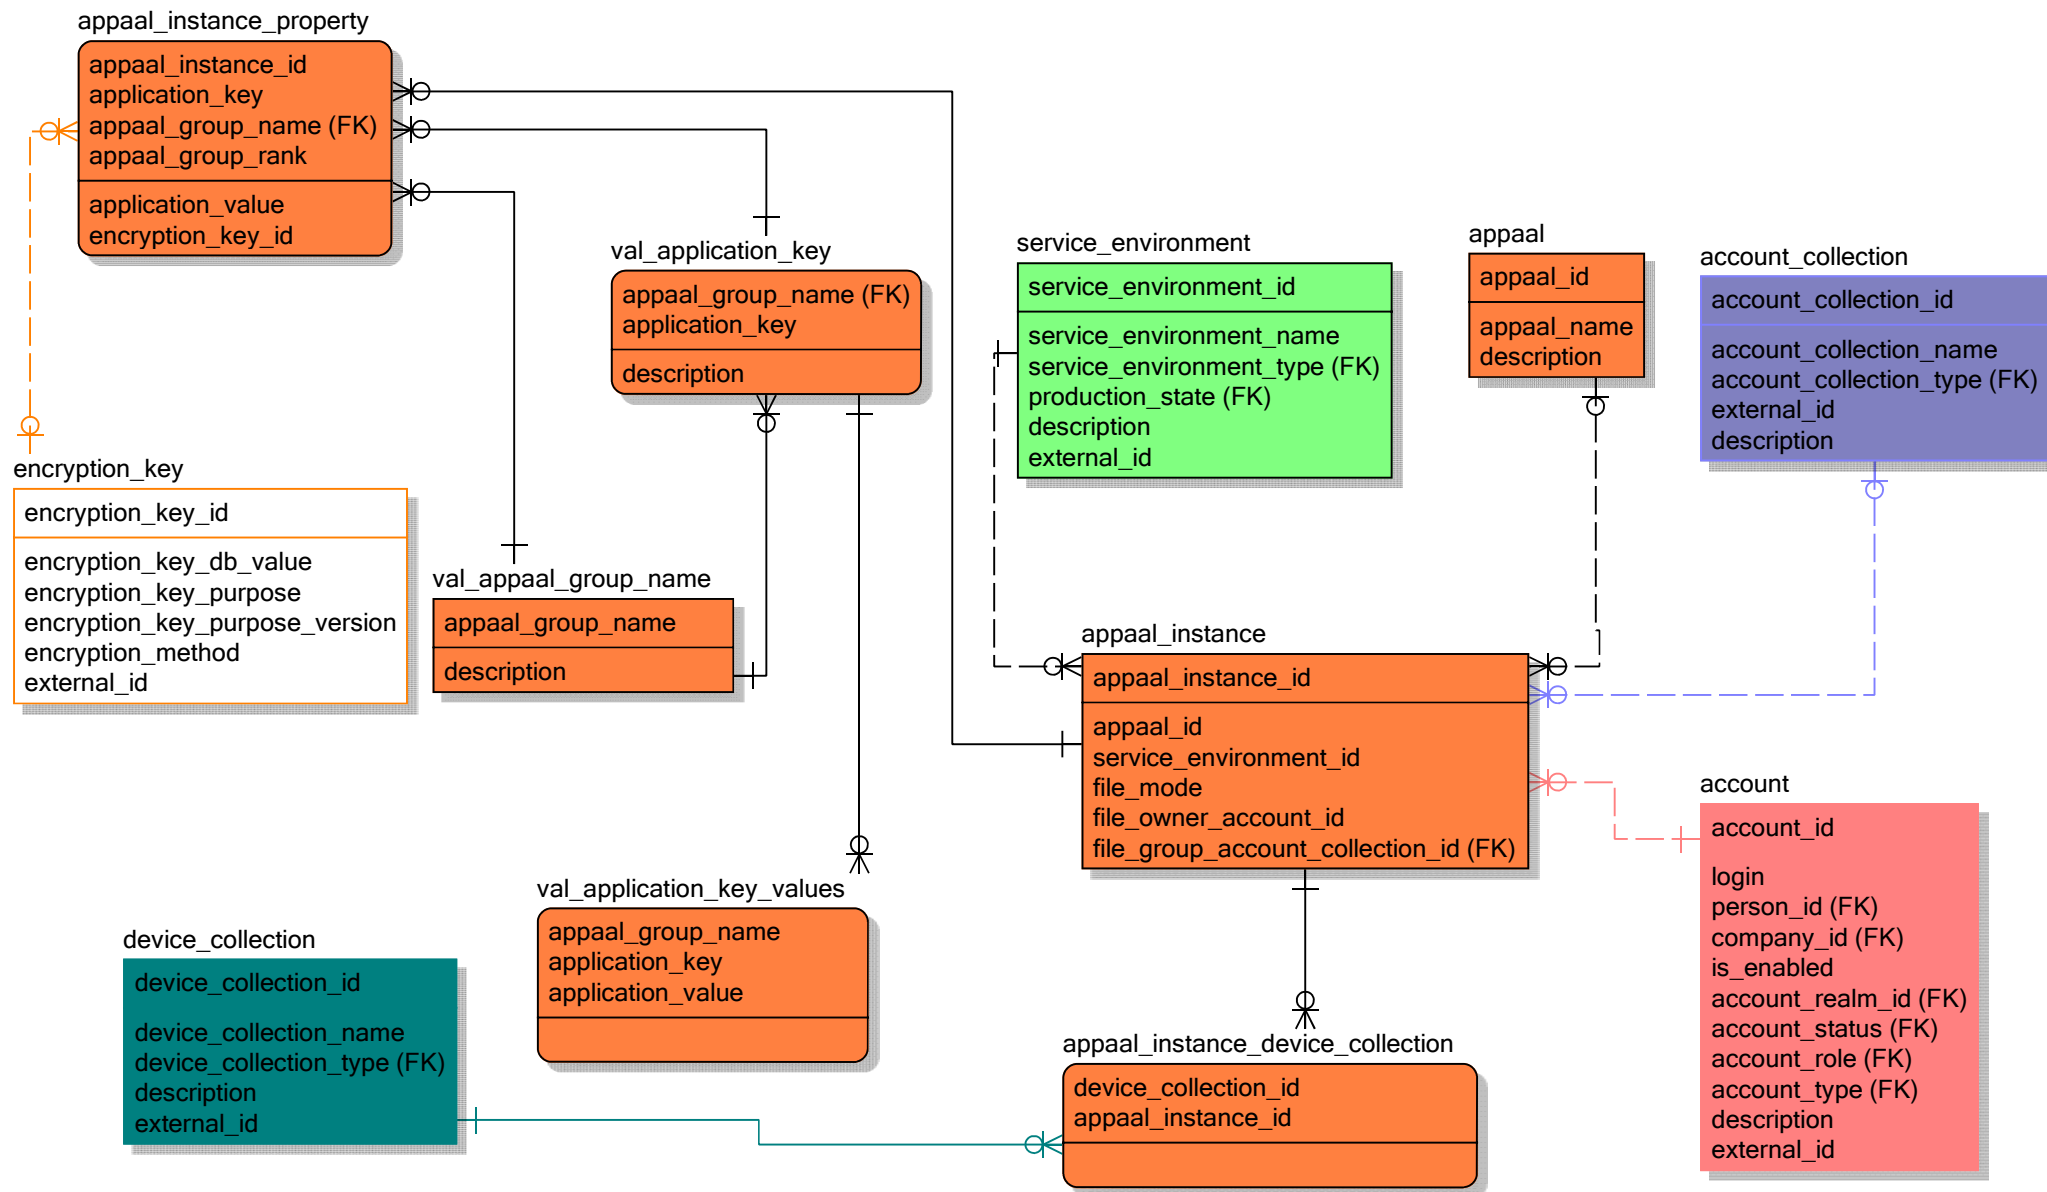 appaal_instance_property
appaal_instance_id
application_key
appaal_group_name (FK)
appaal_group_rank
application_value
encryption_key_id
val_application_key
appaal_group_name (FK)
application_key
description
service_environment
service_environment_id
service_environment_name
service_environment_type (FK)
production_state (FK)
description
external_id
appaal
appaal_id
appaal_name
description
account_collection
account_collection_id
account_collection_name
account_collection_type (FK)
external_id
description
encryption_key
encryption_key_id
encryption_key_db_value
encryption_key_purpose
encryption_key_purpose_version
encryption_method
external_id
val_appaal_group_name
appaal_group_name
description
appaal_instance
appaal_instance_id
appaal_id
service_environment_id
file_mode
file_owner_account_id
file_group_account_collection_id (FK)
account
account_id
login
person_id (FK)
company_id (FK)
is_enabled
account_realm_id (FK)
account_status (FK)
account_role (FK)
account_type (FK)
description
external_id
val_application_key_values
appaal_group_name
application_key
application_value
device_collection
device_collection_id
device_collection_name
device_collection_type (FK)
description
external_id
appaal_instance_device_collection
device_collection_id
appaal_instance_id